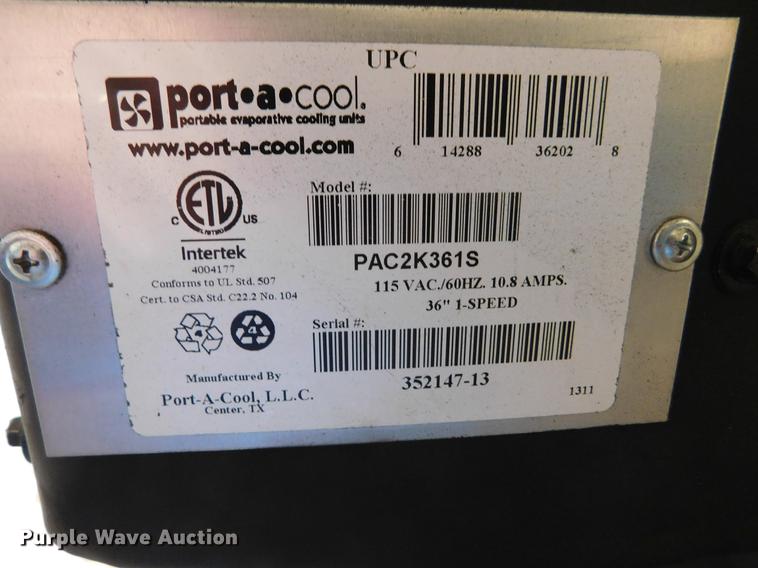 UPC
port•a•cool®
portable evaporative cooling units
www.port-a-cool.com
6 14288 36202 8
ETL
C US
LISTED
Intertek
4004177
Conforms to UL Std. 507
Cert. to CSA Std. C22.2 No. 104
Model #:
PAC2K361S
115 VAC./60HZ. 10.8 AMPS.
36" 1-SPEED
4 4
Serial #:
352147-13
1311
Manufactured By
Port-A-Cool, L.L.C.
Center, TX
Purple Wave Auction